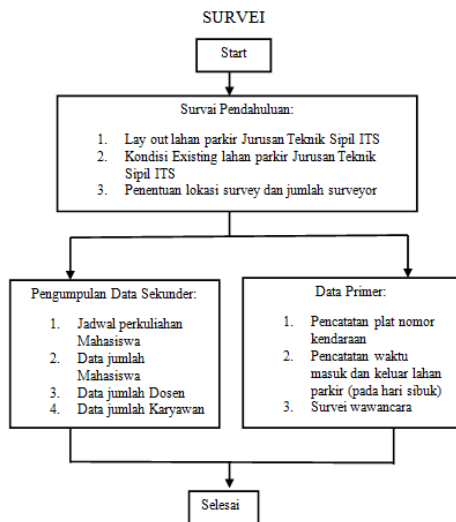 SURVEI
Start
Survai Pendahuluan:
1. Lay out lahan parkir Jurusan Teknik Sipil ITS
2. Kondisi Existing lahan parkir Jurusan Teknik
Sipil ITS
3. Penentuan lokasi survey dan jumlah surveyor
Pengumpulan Data Sekunder:
1. Jadwal perkuliahan
Mahasiswa
2. Data jumlah
Mahasiswa
3. Data jumlah Dosen
4. Data jumlah Karyawan
Data Primer:
1. Pencatatan plat nomor
kendaraan
2. Pencatatan waktu
masuk dan keluar lahan
parkir (pada hari sibuk)
3. Survei wawancara
Selesai